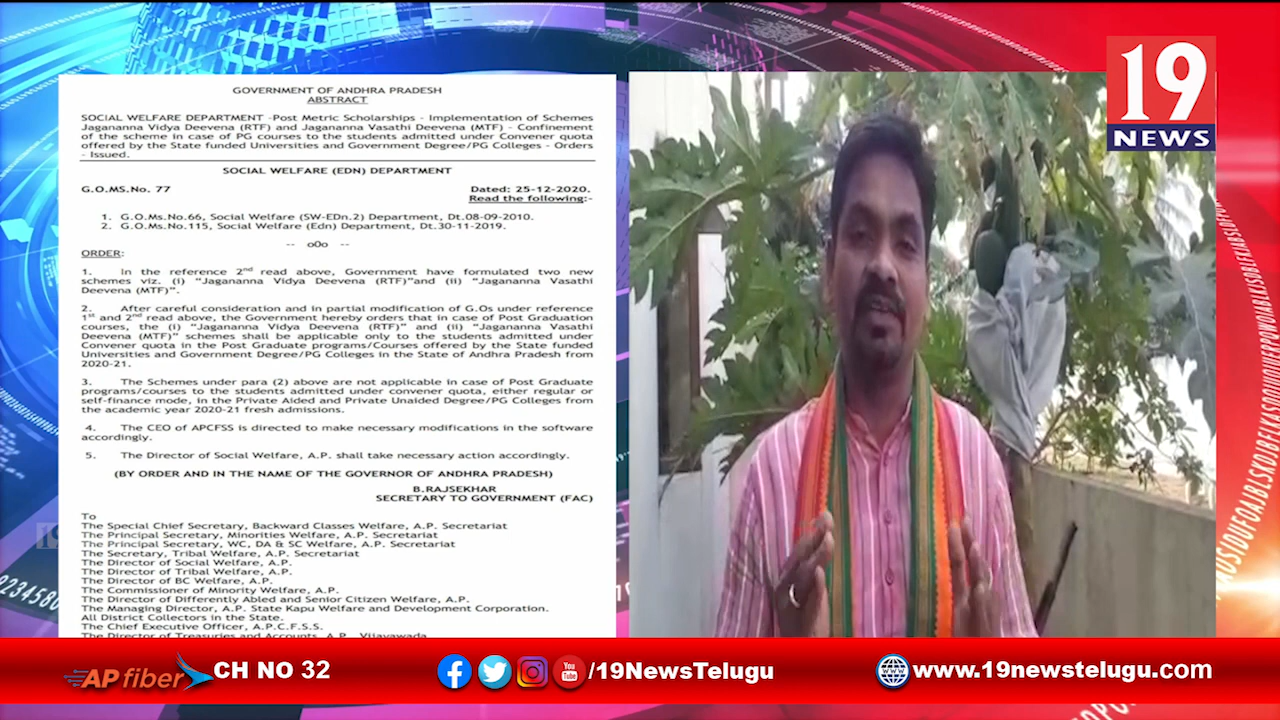 GOVERNMENT OF ANDHRA PRADESH
ABSTRACT
SOCIAL WELFARE DEPARTMENT -Post Metric Scholarships - Implementation of Schemes
Jagananna Vidya Deevena (RTF) and Jagananna Vasathi Deevena (MTF) - Confinement
of the scheme in case of PG courses to the students admitted under Convener quota
offered by the State funded Universities and Government Degree/PG Colleges - Orders
- Issued.
SOCIAL WELFARE (EDN) DEPARTMENT
G.O.MS.No. 77 Dated: 25-12-2020.
Read the following:-
1. G.O.Ms.No.66, Social Welfare (SW-EDn.2) Department, Dt.08-09-2010.
2. G.O.Ms.No.115, Social Welfare (Edn) Department, Dt.30-11-2019.
-- o0o --
ORDER:
1. In the reference 2nd read above, Government have formulated two new
schemes viz. (i) "Jagananna Vidya Deevena (RTF)"and (ii) "Jagananna Vasathi
Deevena (MTF)".
2. After careful consideration and in partial modification of G.Os under reference
1st and 2nd read above, the Government hereby orders that in case of Post Graduation
courses, the (i) "Jagananna Vidya Deevena (RTF)" and (ii) "Jagananna Vasathi
Deevena (MTF)" schemes shall be applicable only to the students admitted under
Convener quota in the Post Graduate programs/Courses offered by the State funded
Universities and Government Degree/PG Colleges in the State of Andhra Pradesh from
2020-21.
3. The Schemes under para (2) above are not applicable in case of Post Graduate
programs/courses to the students admitted under convener quota, either regular or
self-finance mode, in the Private Aided and Private Unaided Degree/PG Colleges from
the academic year 2020-21 fresh admissions.
4. The CEO of APCFSS is directed to make necessary modifications in the software
accordingly.
5. The Director of Social Welfare, A.P. shall take necessary action accordingly.
(BY ORDER AND IN THE NAME OF THE GOVERNOR OF ANDHRA PRADESH)
B.RAJSEKHAR
SECRETARY TO GOVERNMENT (FAC)
To
The Special Chief Secretary, Backward Classes Welfare, A.P. Secretariat
The Principal Secretary, Minorities Welfare, A.P. Secretariat
The Principal Secretary, WC, DA & SC Welfare, A.P. Secretariat
The Secretary, Tribal Welfare, A.P. Secretariat
The Director of Social Welfare, A.P.
The Director of Tribal Welfare, A.P.
The Director of BC Welfare, A.P.
The Commissioner of Minority Welfare, A.P.
The Director of Differently Abled and Senior Citizen Welfare, A.P.
The Managing Director, A.P. State Kapu Welfare and Development Corporation.
All District Collectors in the State.
The Chief Executive Officer, A.P.C.F.S.S.
The Director of Treasuries and Accounts, A.P., Vijayawada
19
NEWS
AP fiber CH NO 32
You Tube
/19NewsTelugu
www.19newstelugu.com